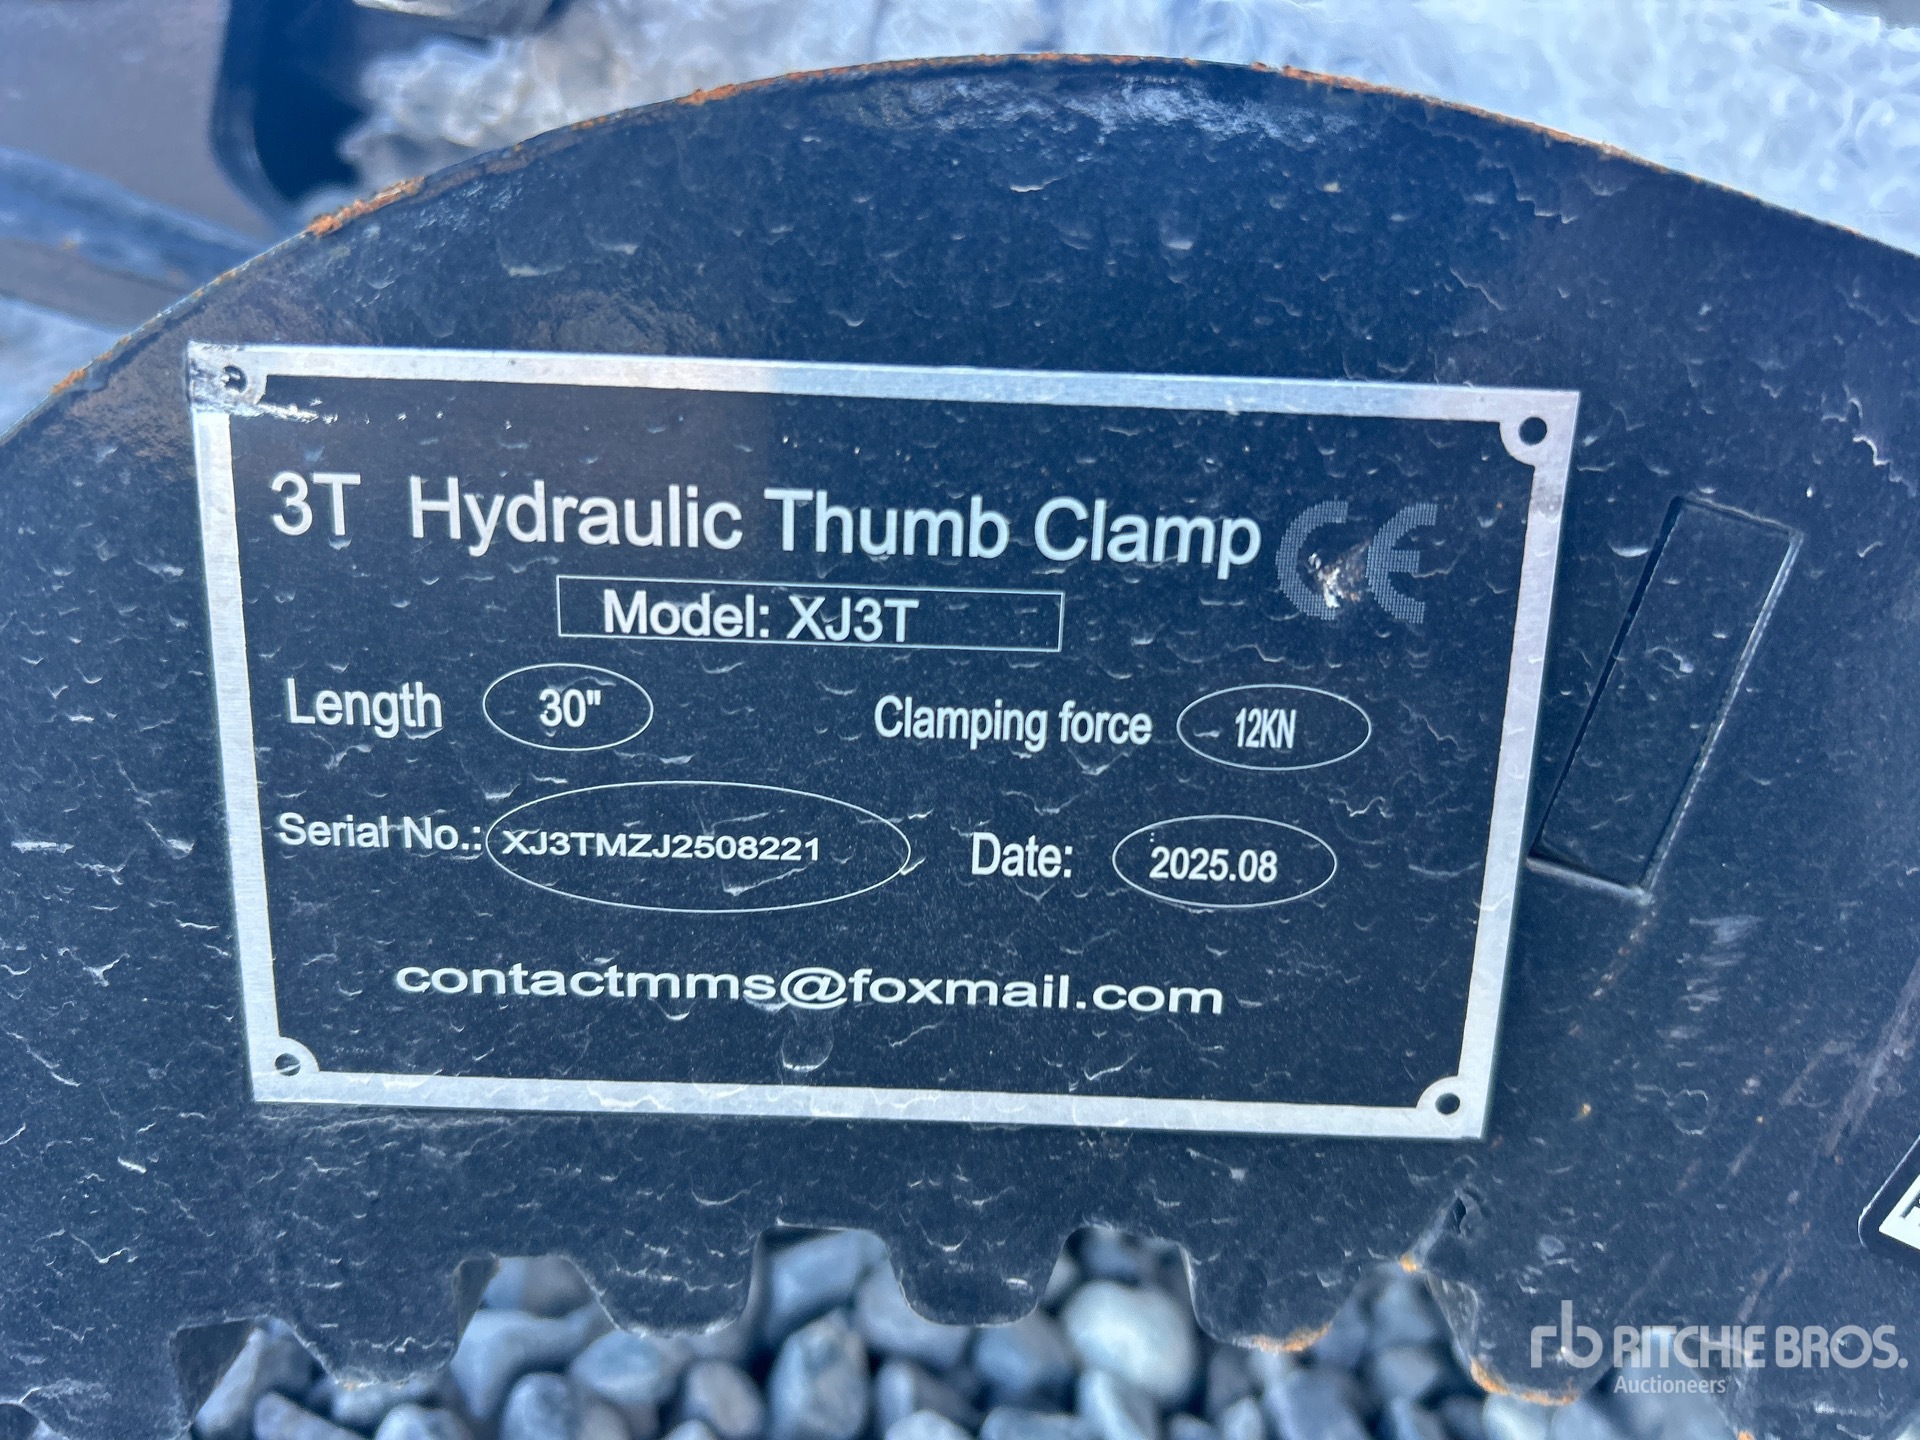 3T Hydraulic Thumb Clamp CE
Model: XJ3T
Length 30" Clamping force 12KN
Serial No.: XJ3TMZJ2508221 Date: 2025.08
contactmms@foxmail.com
rb RITCHIE BROS.
Auctioneers